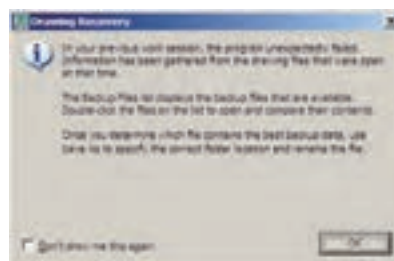 Drawing Recovery
In your previous work session, the program unexpectedly failed.
Information has been gathered from the drawing files that were open
at that time.
The Backup Files list displays the backup files that are available.
Double-click the files on the list to open and compare their contents.
Once you determine which file contains the best backup data, use
Save As to specify the correct folder location and rename the file.
Don't show me this again
OK